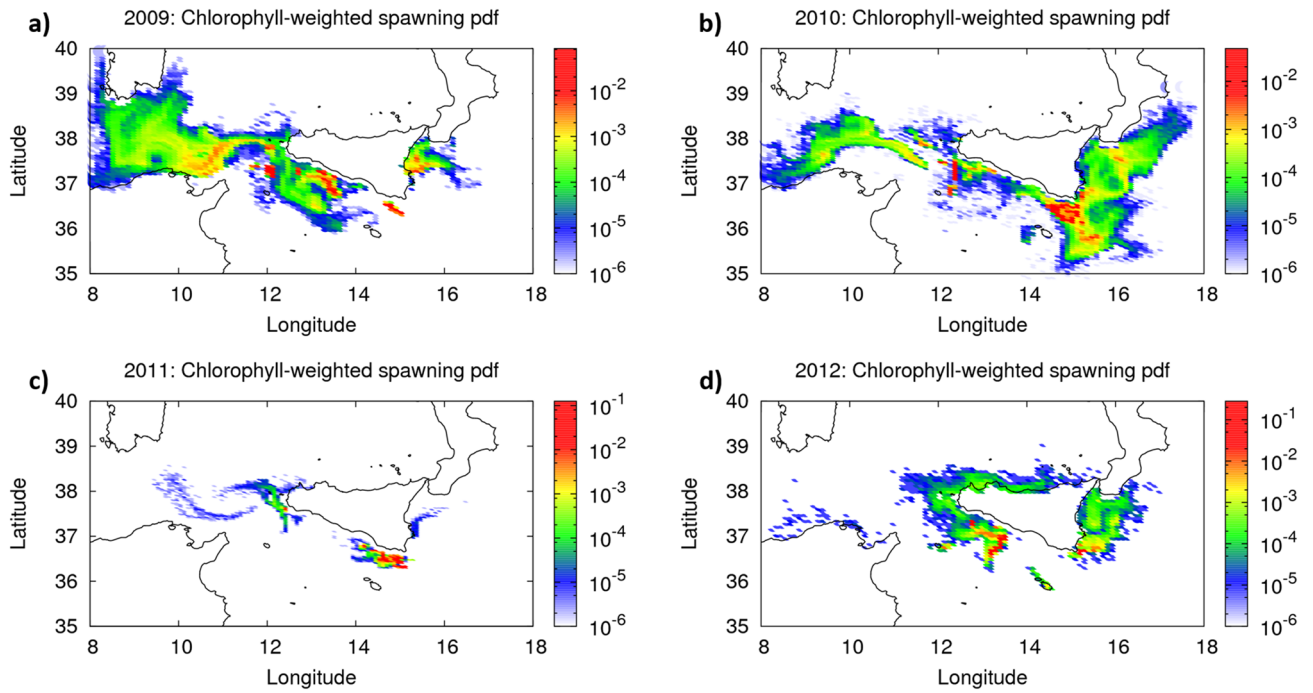 a)
2009: Chlorophyll-weighted spawning pdf
40
39
38
37
36
35
Latitude
8 10 12 14 16 18
Longitude
10^-2
10^-3
10^-4
10^-5
10^-6
b)
2010: Chlorophyll-weighted spawning pdf
40
39
38
37
36
35
Latitude
8 10 12 14 16 18
Longitude
10^-2
10^-3
10^-4
10^-5
10^-6
c)
2011: Chlorophyll-weighted spawning pdf
40
39
38
37
36
35
Latitude
8 10 12 14 16 18
Longitude
10^-1
10^-2
10^-3
10^-4
10^-5
10^-6
d)
2012: Chlorophyll-weighted spawning pdf
40
39
38
37
36
35
Latitude
8 10 12 14 16 18
Longitude
10^-1
10^-2
10^-3
10^-4
10^-5
10^-6